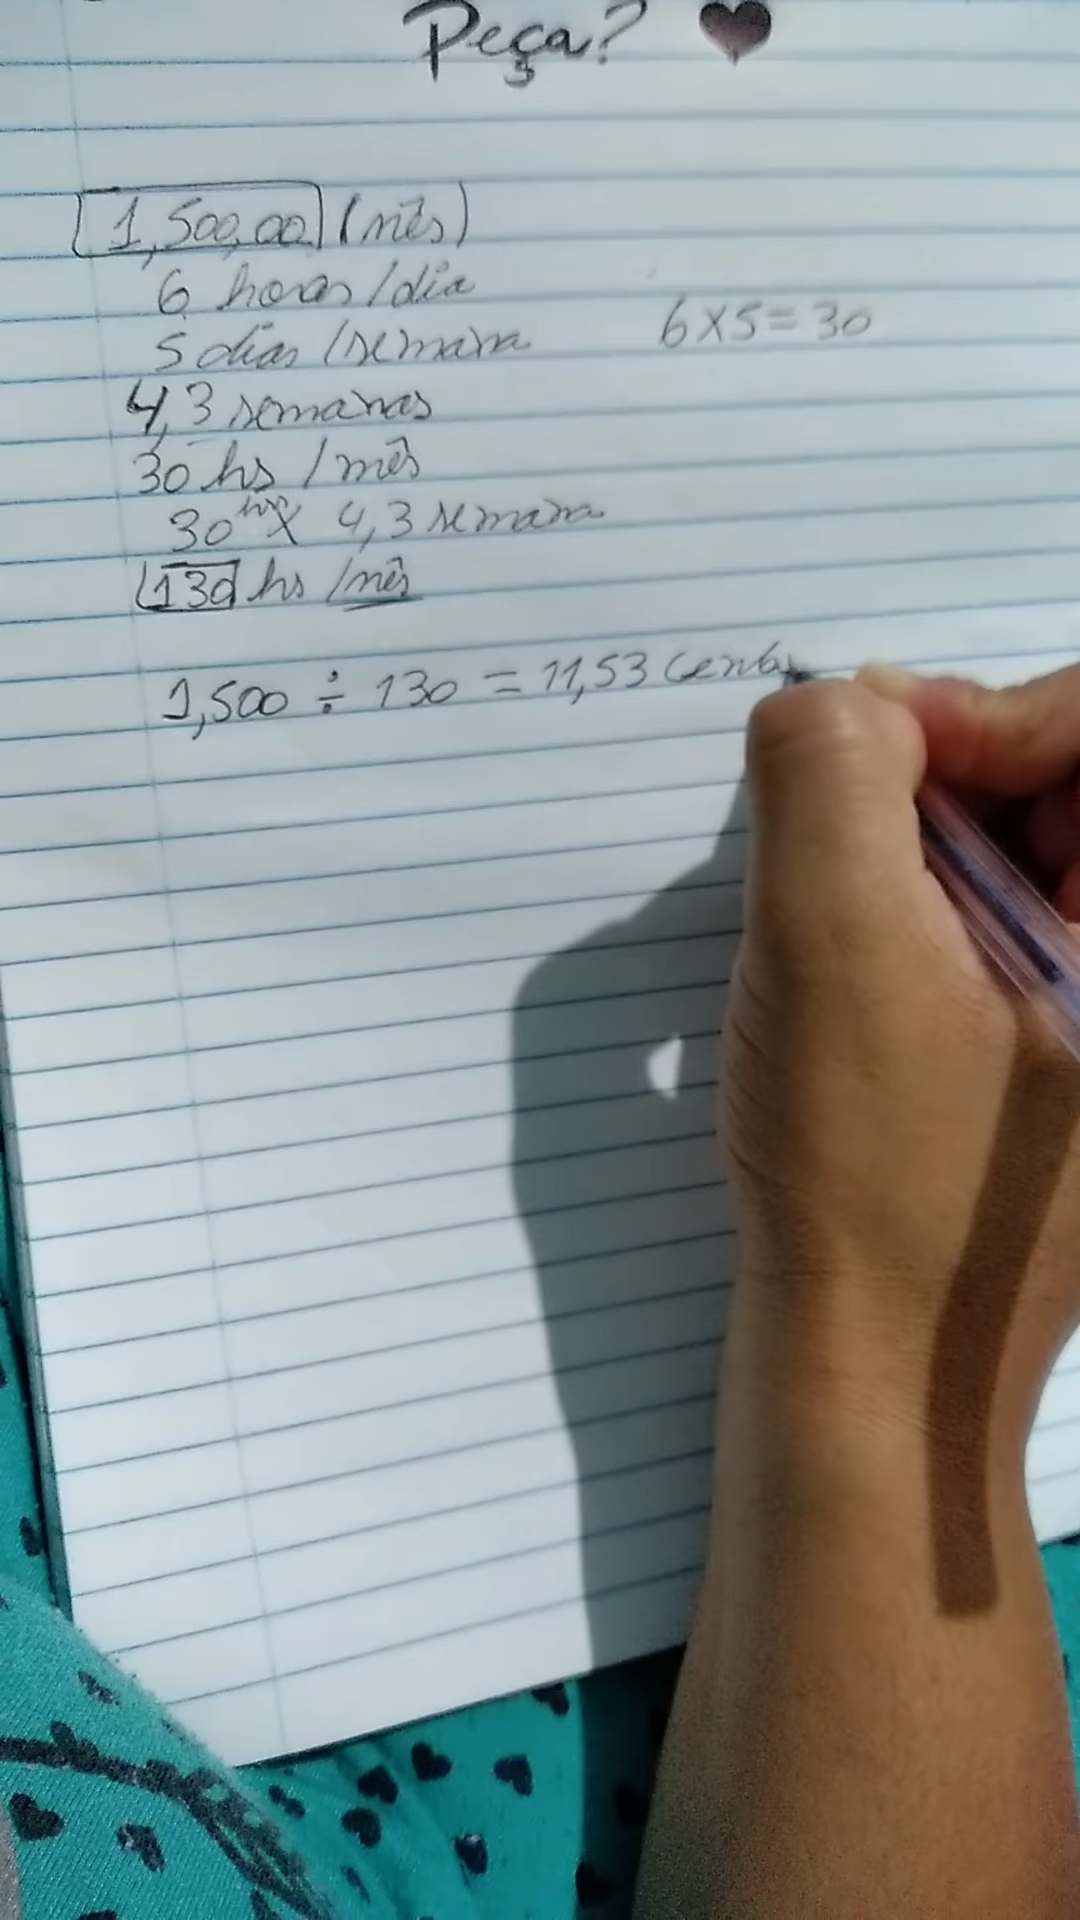 Peça?
1,500,00 (mês)
6 horas/dia
5 dias/semana 6x5=30
4,3 semanas
30 hs / mês
30 hrs x 4,3 semana
130 hs /mês
1,500 ÷ 130 = 11,53